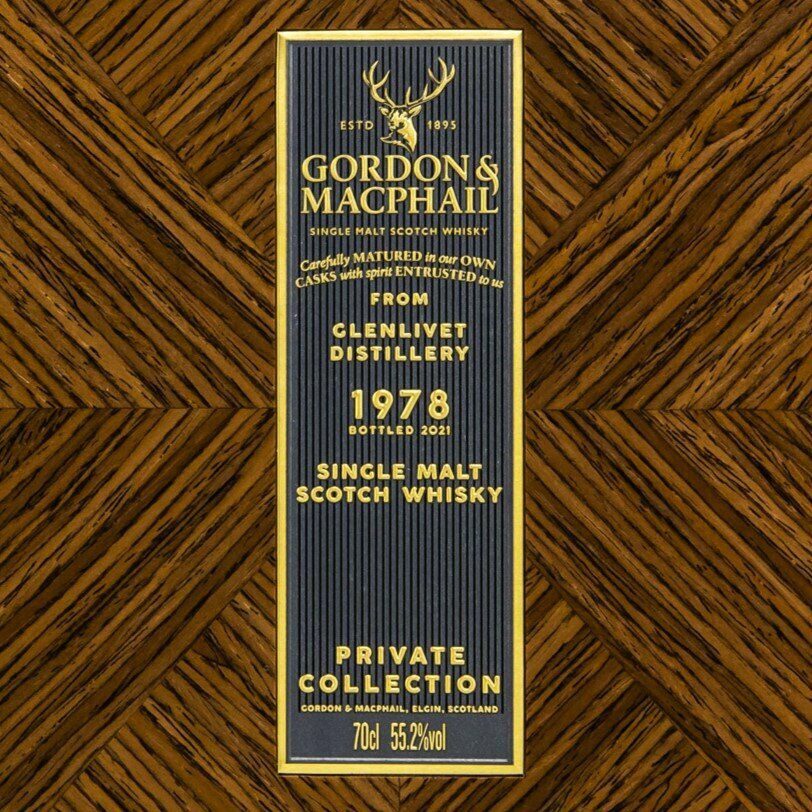 ESTD 1895
GORDON &
MACPHAIL
SINGLE MALT SCOTCH WHISKY
Carefully MATURED in our OWN
CASKS with spirit ENTRUSTED to us
FROM
GLENLIVET
DISTILLERY
1978
BOTTLED 2021
SINGLE MALT
SCOTCH WHISKY
PRIVATE
COLLECTION
GORDON & MACPHAIL, ELGIN, SCOTLAND
70cl 55.2%vol